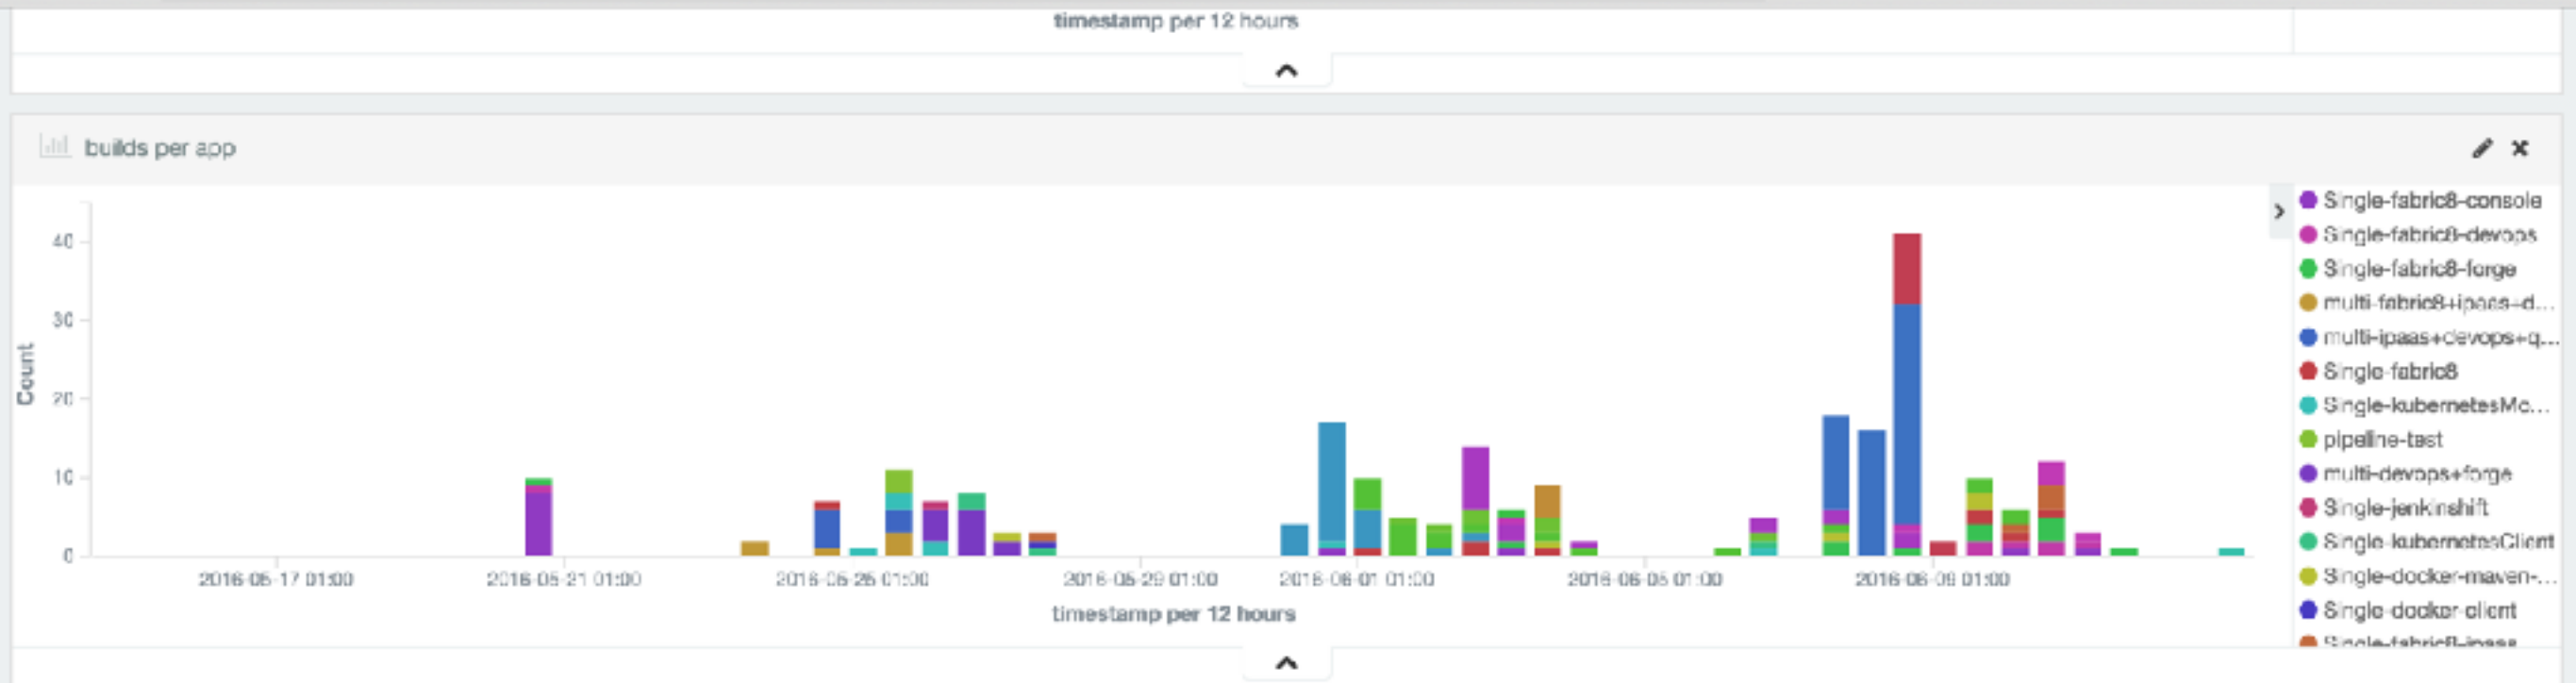 timestamp per 12 hours
builds per app
Count
40
30
20
10
0
2016-05-17 01:00
2016-05-21 01:00
2016-05-25 01:00
2016-05-29 01:00
2016-06-01 01:00
2016-06-05 01:00
2016-06-09 01:00
timestamp per 12 hours
Single-fabric8-console
Single-fabric8-devops
Single-fabric8-forge
multi-fabric8+ipaas+d...
multi-ipaas+devops+q...
Single-fabric8
Single-kubernetesMo...
pipeline-test
multi-devops+forge
Single-jenkinshift
Single-kubernetesClient
Single-docker-maven-...
Single-docker-client
Single-fabric8-ipaas